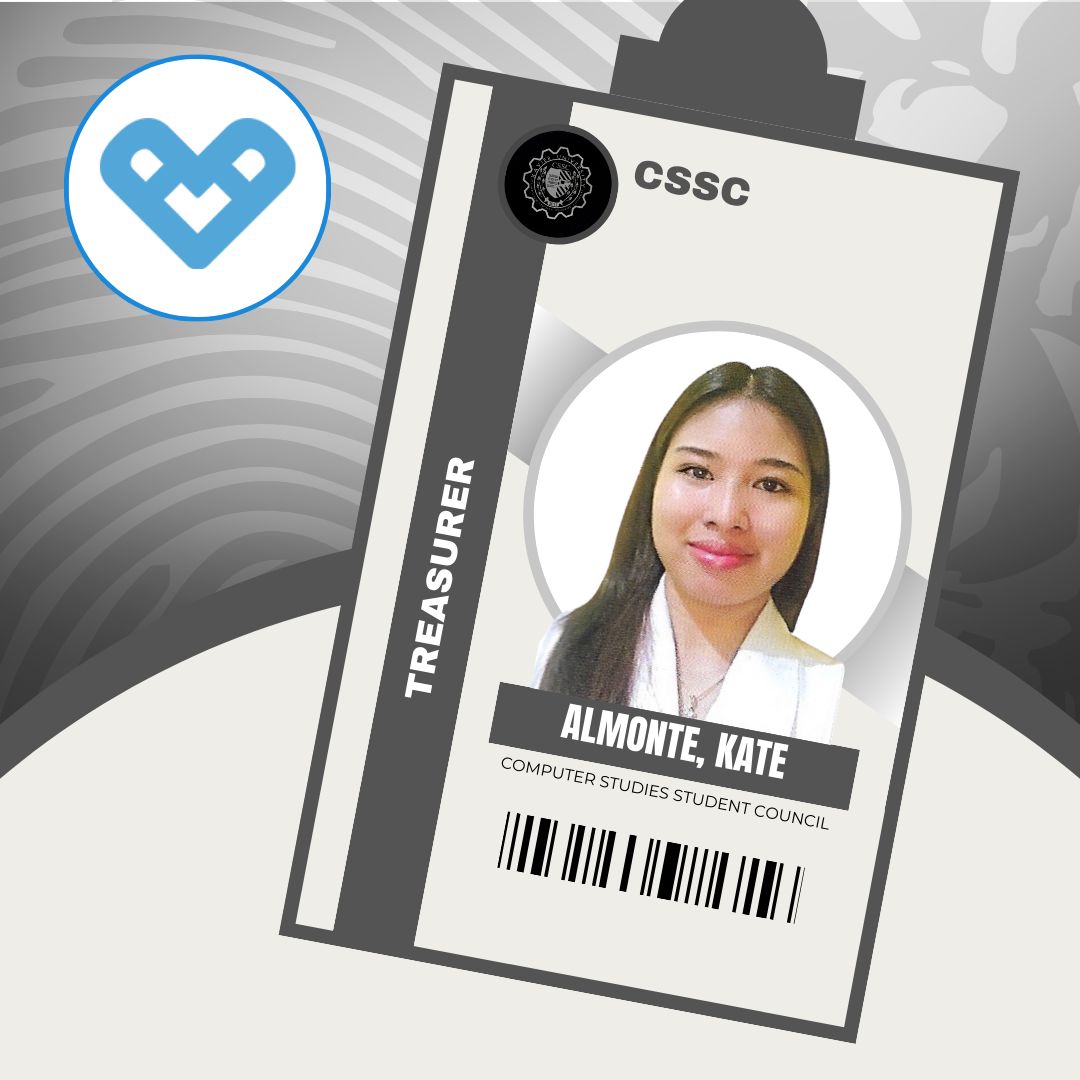 CSSC
TREASURER
ALMONTE, KATE
COMPUTER STUDIES STUDENT COUNCIL